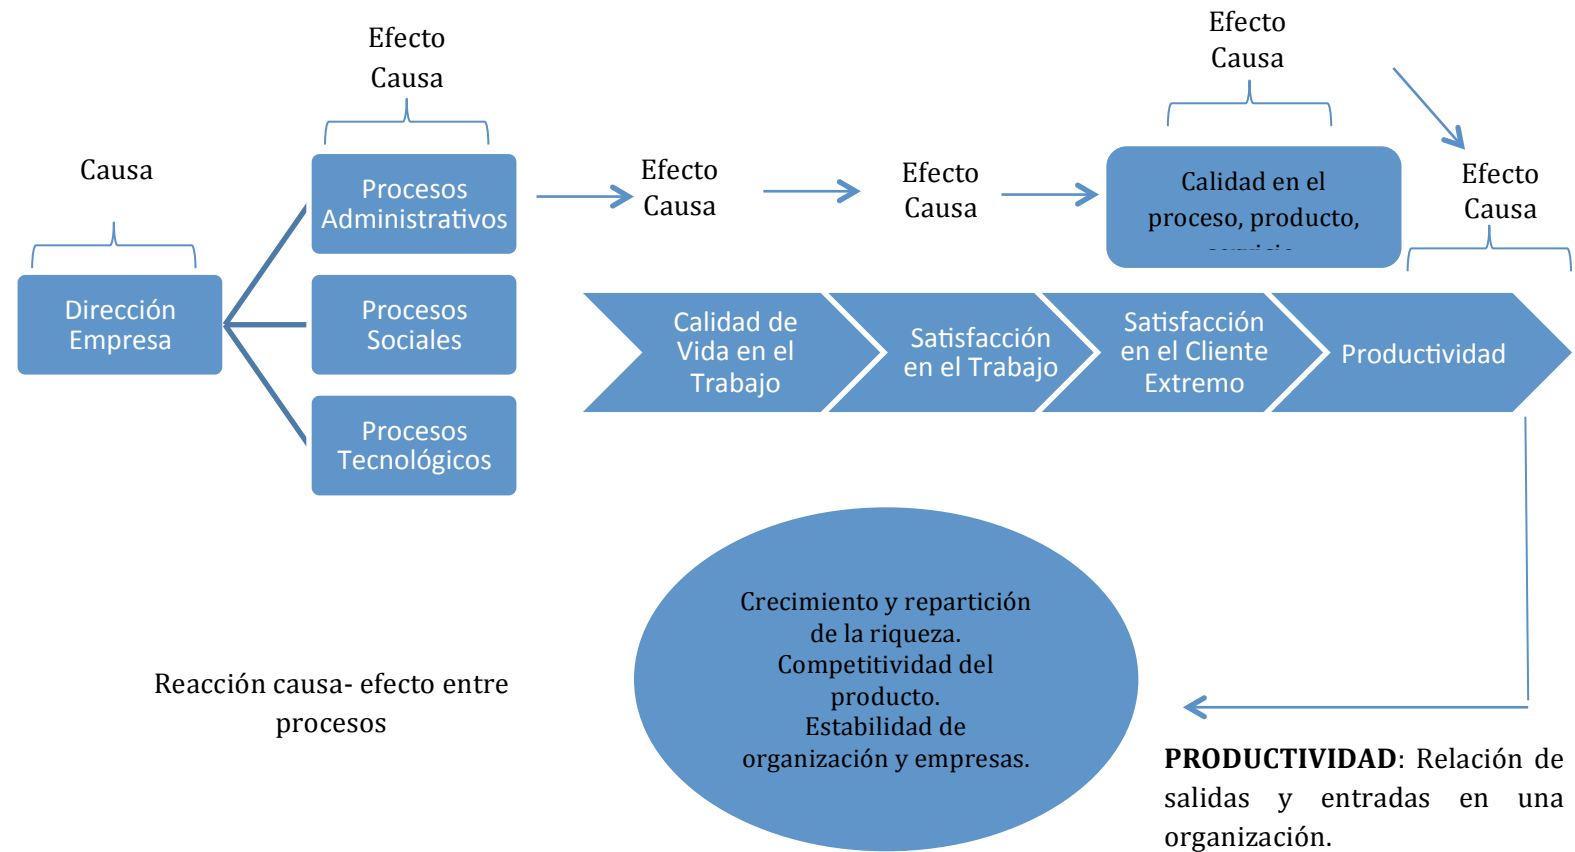 Causa
Dirección
Empresa
Efecto
Causa
Procesos
Administrativos
Procesos
Sociales
Procesos
Tecnológicos
Efecto
Causa
Efecto
Causa
Efecto
Causa
Calidad en el
proceso, producto,
Efecto
Causa
Calidad de
Vida en el
Trabajo
Satisfacción
en el Trabajo
Satisfacción
en el Cliente
Extremo
Productividad
Crecimiento y repartición
de la riqueza.
Competitividad del
producto.
Estabilidad de
organización y empresas.
Reacción causa- efecto entre
procesos
PRODUCTIVIDAD: Relación de
salidas y entradas en una
organización.